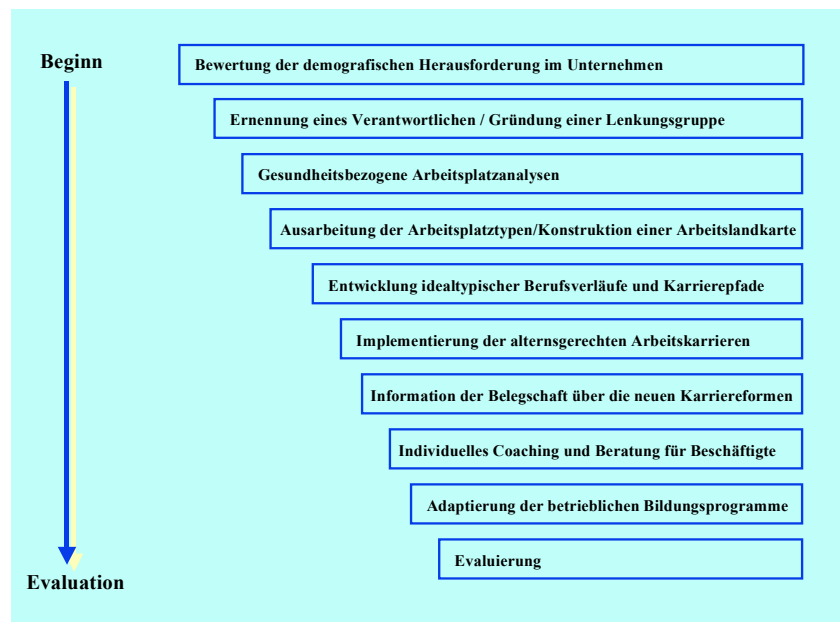 Beginn
Bewertung der demografischen Herausforderung im Unternehmen
Ernennung eines Verantwortlichen / Gründung einer Lenkungsgruppe
Gesundheitsbezogene Arbeitsplatzanalysen
Ausarbeitung der Arbeitsplatztypen/Konstruktion einer Arbeitslandkarte
Entwicklung idealtypischer Berufsverläufe und Karrierepfade
Implementierung der alternsgerechten Arbeitskarrieren
Information der Belegschaft über die neuen Karriereformen
Individuelles Coaching und Beratung für Beschäftigte
Adaptierung der betrieblichen Bildungsprogramme
Evaluierung
Evaluation